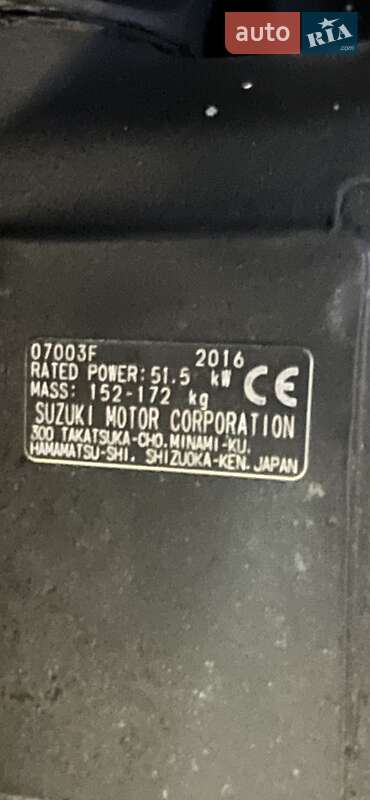 auto RIA
.com
07003F 2016
RATED POWER: 51.5 kW CE
MASS: 152-172 kg
SUZUKI MOTOR CORPORATION
300 TAKATSUKA-CHO. MINAMI-KU.
HAMAMATSU-SHI. SHIZUOKA-KEN. JAPAN